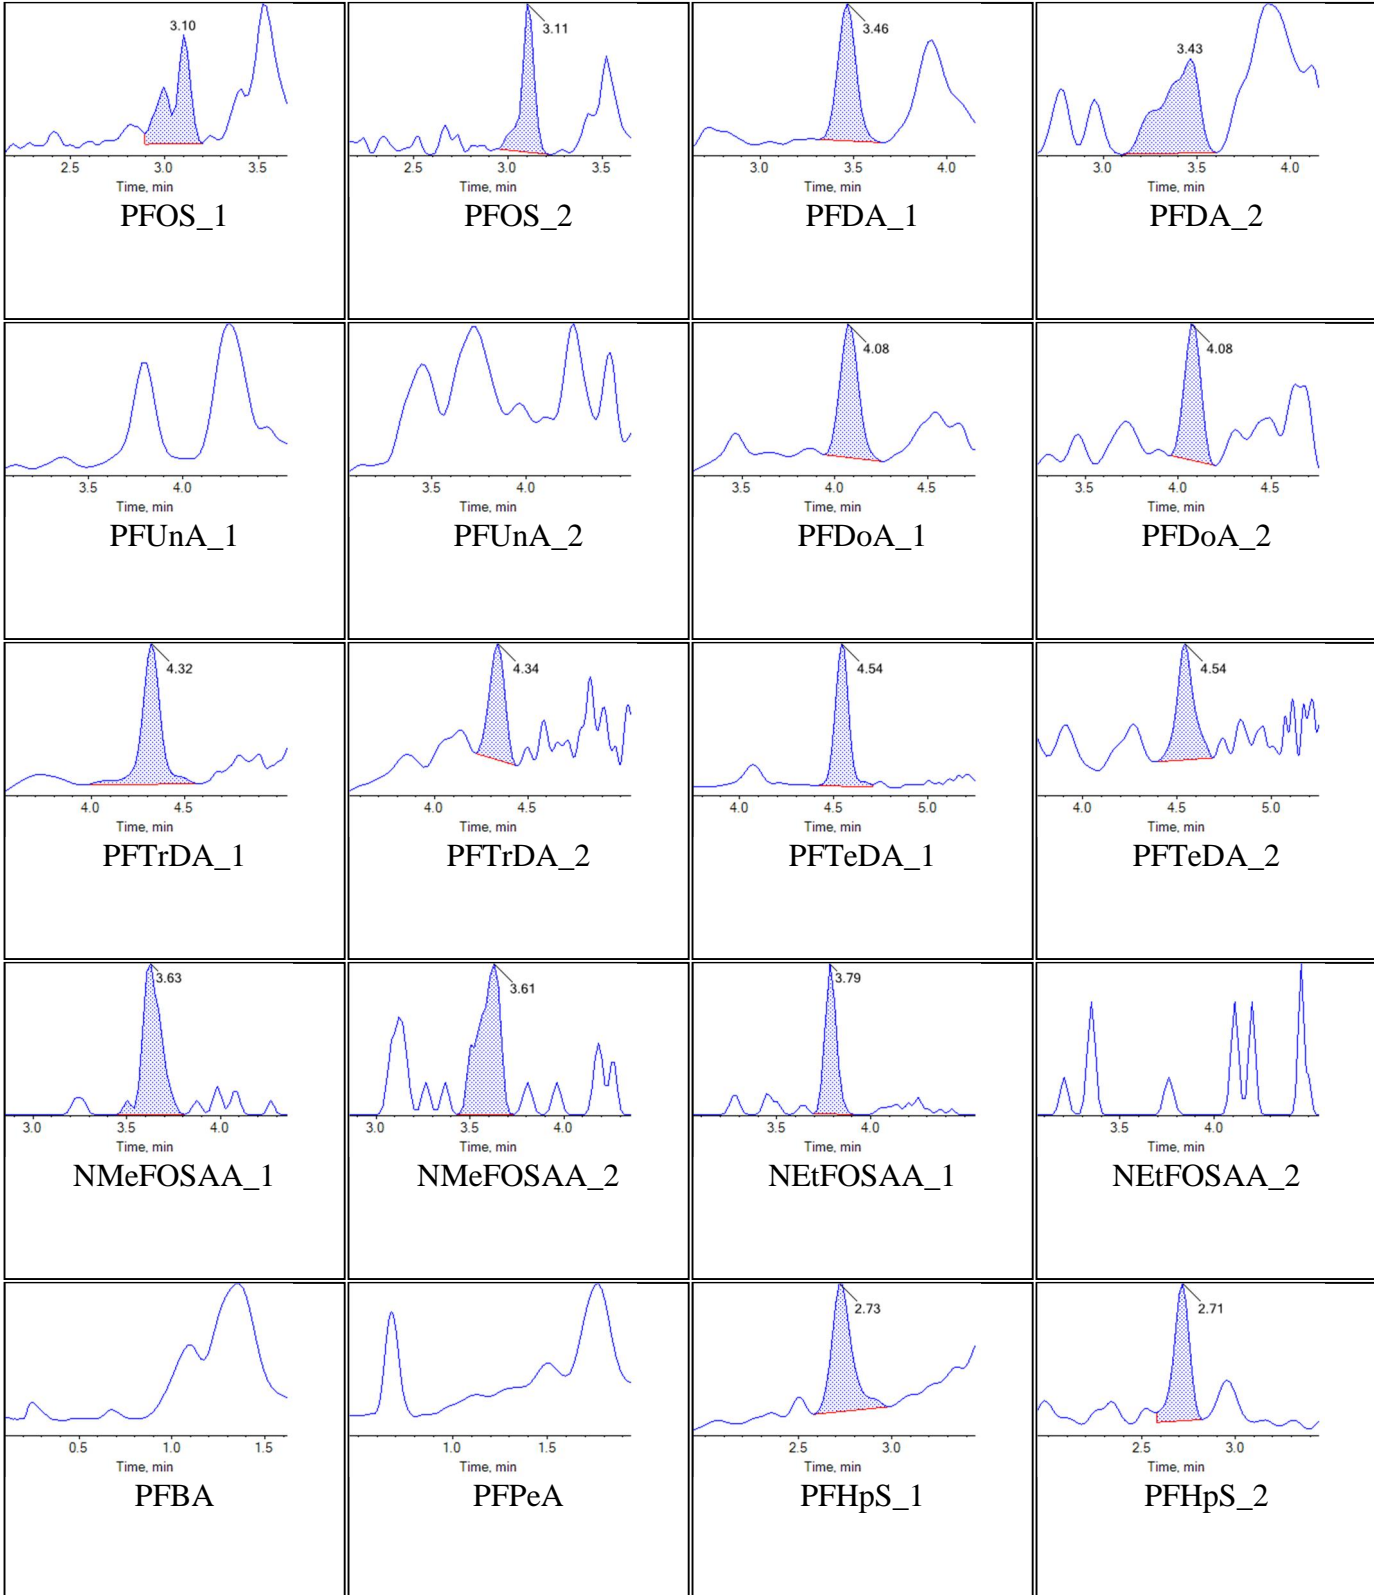 3.10
2.5 3.0 3.5
Time, min
PFOS_1
3.11
2.5 3.0 3.5
Time, min
PFOS_2
3.46
3.0 3.5 4.0
Time, min
PFDA_1
3.43
3.0 3.5 4.0
Time, min
PFDA_2
3.5 4.0
Time, min
PFUnA_1
3.5 4.0
Time, min
PFUnA_2
4.08
3.5 4.0 4.5
Time, min
PFDoA_1
4.08
3.5 4.0 4.5
Time, min
PFDoA_2
4.32
4.0 4.5
Time, min
PFTrDA_1
4.34
4.0 4.5
Time, min
PFTrDA_2
4.54
4.0 4.5 5.0
Time, min
PFTeDA_1
4.54
4.0 4.5 5.0
Time, min
PFTeDA_2
3.63
3.0 3.5 4.0
Time, min
NMeFOSAA_1
3.61
3.0 3.5 4.0
Time, min
NMeFOSAA_2
3.79
3.5 4.0
Time, min
NEtFOSAA_1
3.5 4.0
Time, min
NEtFOSAA_2
0.5 1.0 1.5
Time, min
PFBA
1.0 1.5
Time, min
PFPeA
2.73
2.5 3.0
Time, min
PFHpS_1
2.71
2.5 3.0
Time, min
PFHpS_2